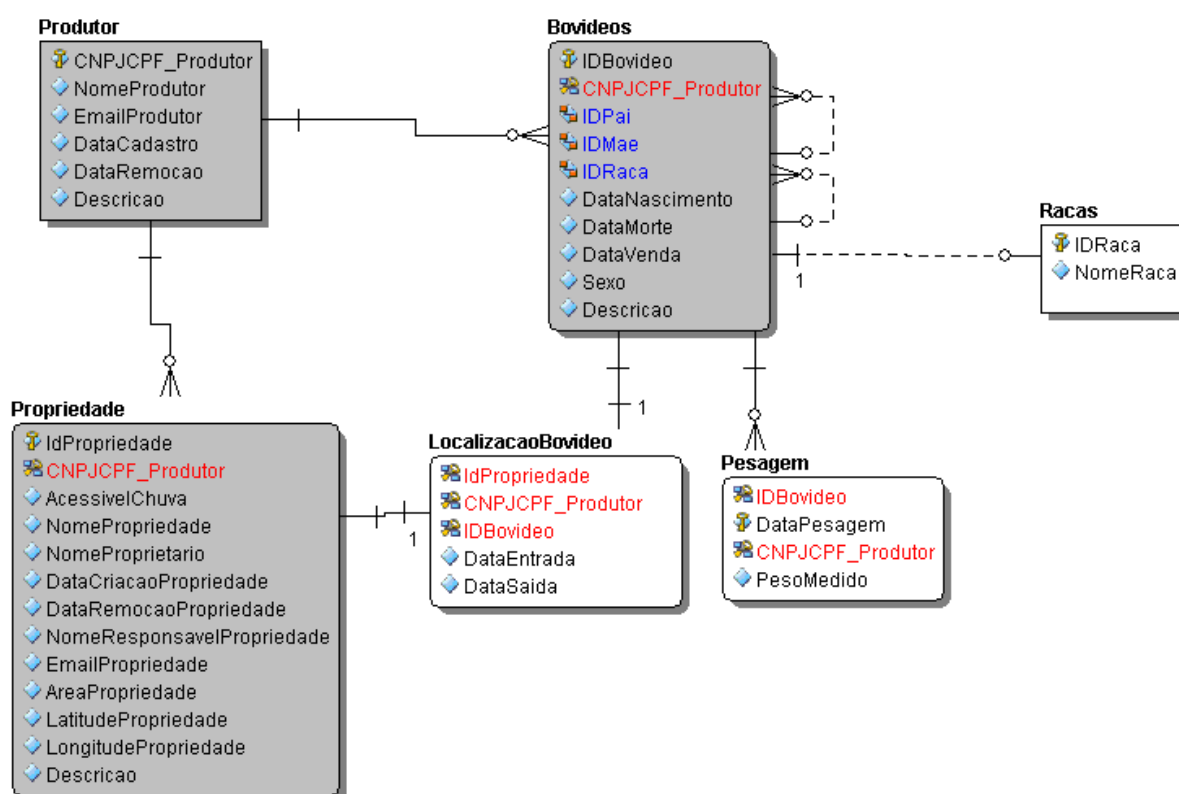 Produtor
CNPJCPF_Produtor
NomeProdutor
EmailProdutor
DataCadastro
DataRemocao
Descricao
Bovideos
IDBovideo
CNPJCPF_Produtor
IDPai
IDMae
IDRaca
DataNascimento
DataMorte
DataVenda
Sexo
Descricao
1
Racas
IDRaca
NomeRaca
Propriedade
IdPropriedade
CNPJCPF_Produtor
AcessivelChuva
NomePropriedade
NomeProprietario
DataCriacaoPropriedade
DataRemocaoPropriedade
NomeResponsavelPropriedade
EmailPropriedade
AreaPropriedade
LatitudePropriedade
LongitudePropriedade
Descricao
1
1
LocalizacaoBovideo
IdPropriedade
CNPJCPF_Produtor
IDBovideo
DataEntrada
DataSaida
Pesagem
IDBovideo
DataPesagem
CNPJCPF_Produtor
PesoMedido